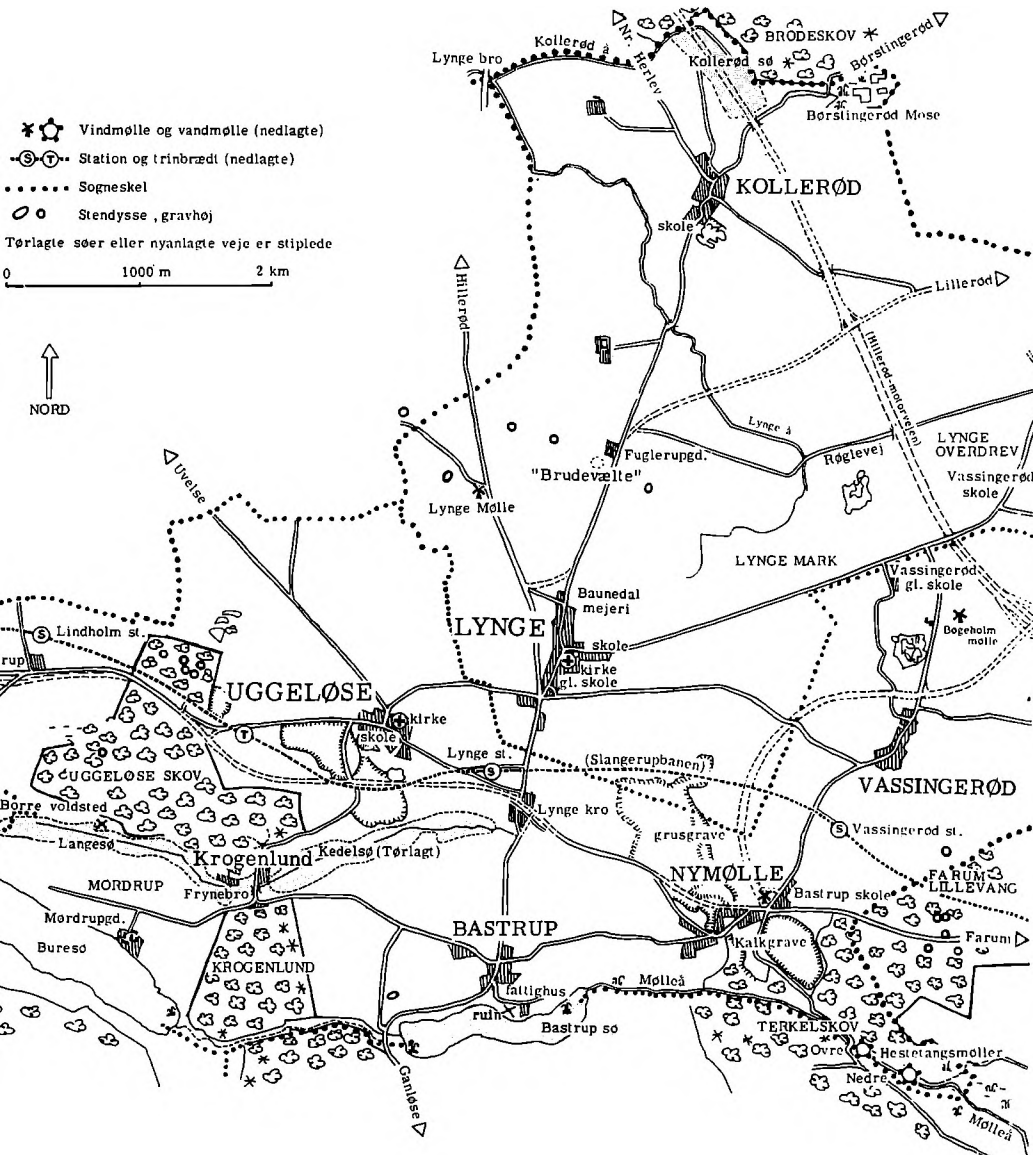 BRØDESKOV
Børstingerød
Nr. Herlev
Kollerød å
Kollerød sø
Lynge bro
Børstingerød Mose
Vindmølle og vandmølle (nedlagte)
S T Station og trinbrædt (nedlagte)
Sogneskel
Stendysse, gravhøj
Tørlagte søer eller nyanlagte veje er stiplede
0 1000 m 2 km
NORD
KOLLERØD
skole
Hillerød
Lillerød
(Hillerød-motorvejen)
Lynge å
Fuglerupgd.
"Brudevælte"
Røglevej
LYNGE
OVERDREV
Vassingerød
skole
Uvelse
Lynge Mølle
LYNGE MARK
Vassingerød
gl. skole
Baunedal
mejeri
LYNGE
skole
kirke
gl. skole
Bøgeholm
mølle
S Lindholm st.
rup
UGGELØSE
kirke
skole
T
Lynge st.
S
(Slangerupbanen)
VASSINGERØD
UGGELØSE SKOV
Borre voldsted
Langesø
Lynge kro
grusgrave
S Vassingerød st.
Krogenlund
Kedelsø (Tørlagt)
NYMØLLE
FARUM
LILLEVANG
MORDRUP
Frynebro
Bastrup skole
Mørdrupgd.
BASTRUP
Farum
Buresø
KROGENLUND
Kalkgrave
fattighus
Mølleå
ruin
Bastrup sø
TERKELSKOV
Øvre
Hestetangsmøller
Nedre
Ganløse
Mølleå